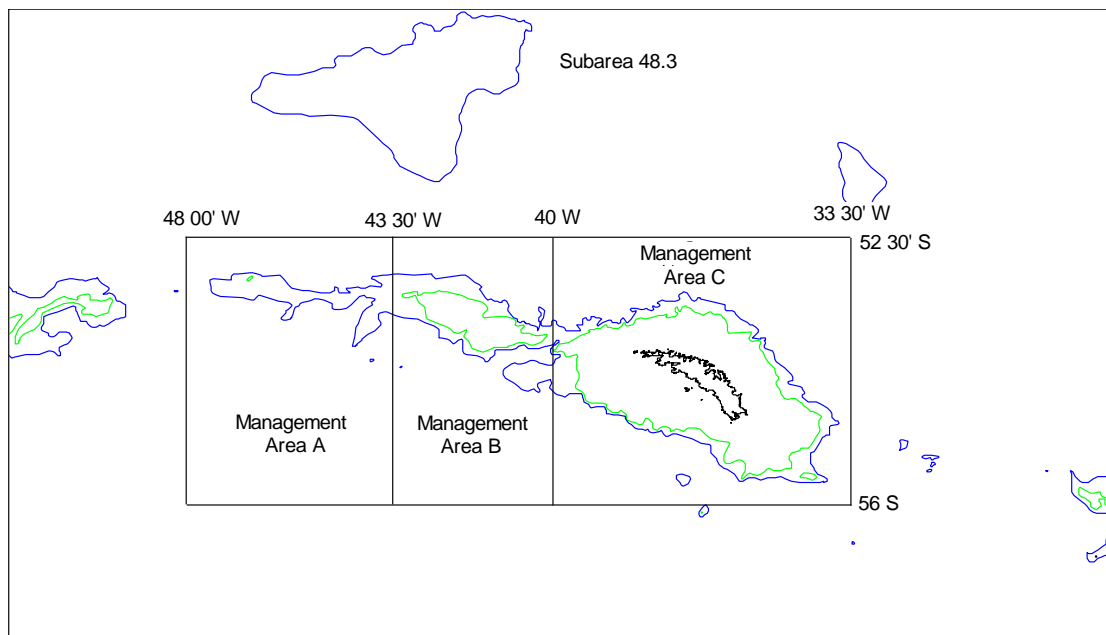 Subarea 48.3
48 00' W
43 30' W
40 W
33 30' W
52 30' S
Management
Area C
Management
Area A
Management
Area B
56 S